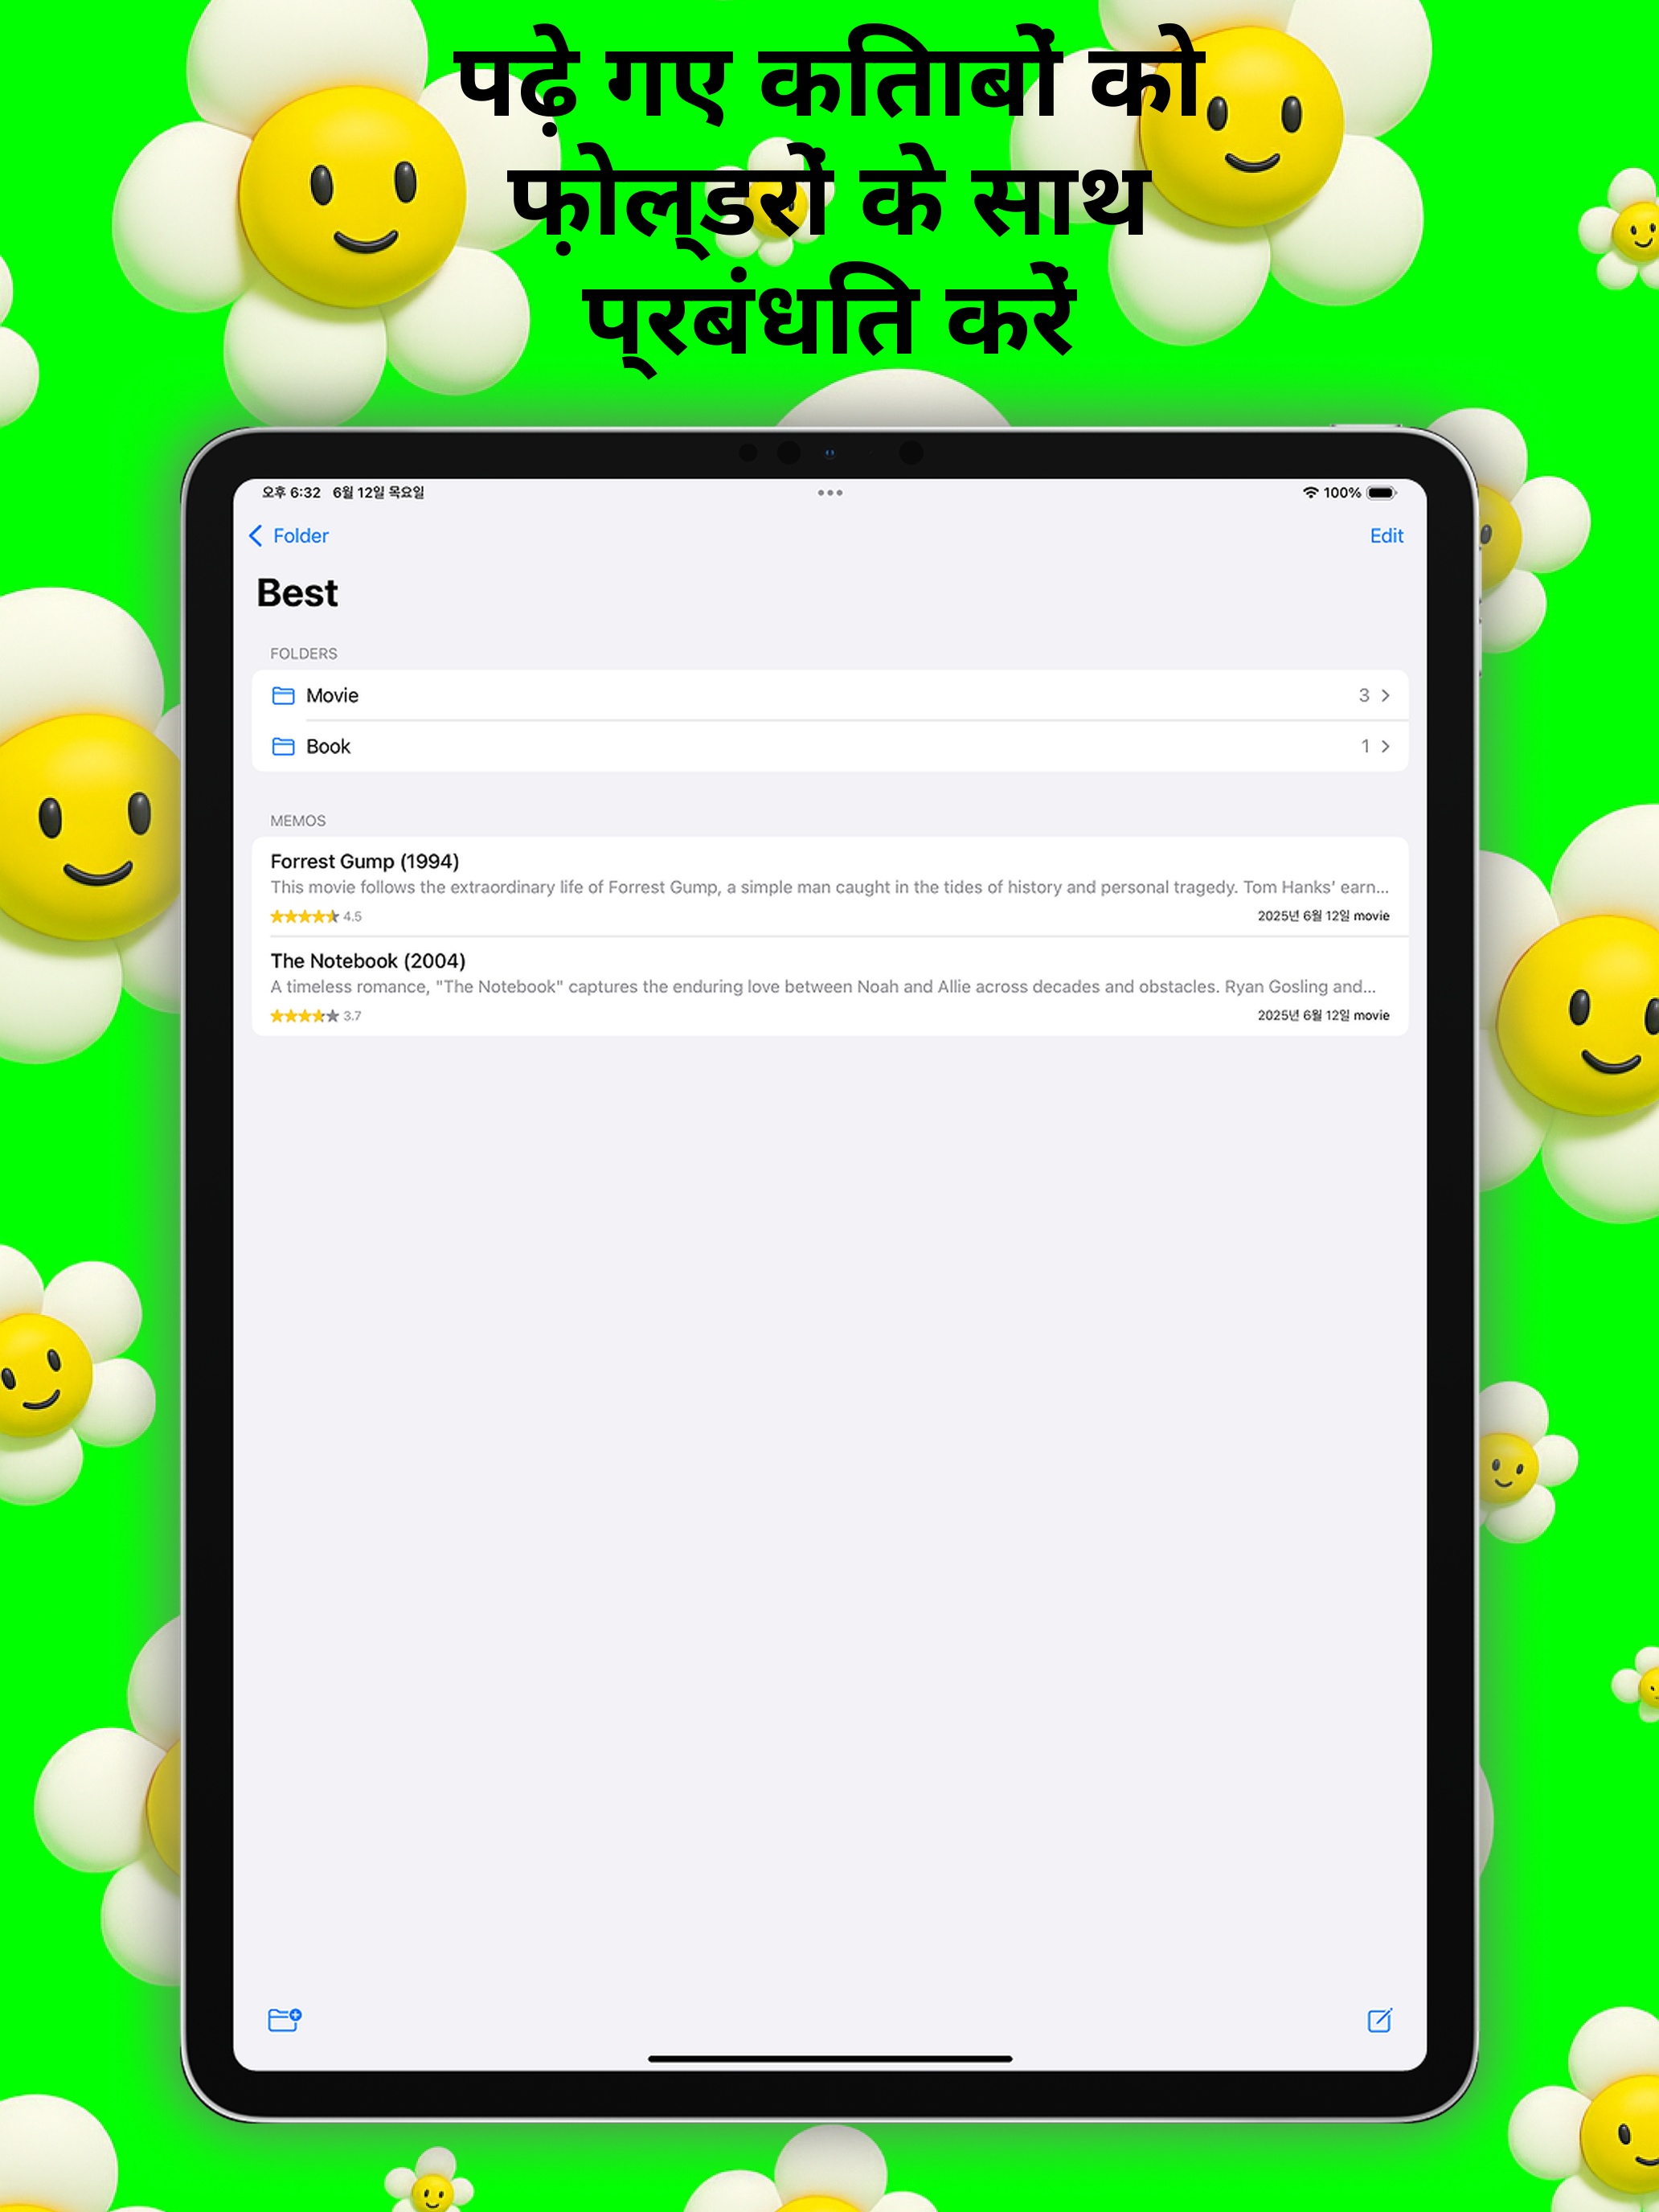 पढ़े गए कितािबों को
फ़ोल्डरों के साथ
प्रबंधित करें
오후 6:32 6월 12일 목요일
100%
Folder
Edit
Best
FOLDERS
Movie 3
Book 1
MEMOS
Forrest Gump (1994)
This movie follows the extraordinary life of Forrest Gump, a simple man caught in the tides of history and personal tragedy. Tom Hanks' earn...
4.5 2025년 6월 12일 movie
The Notebook (2004)
A timeless romance, "The Notebook" captures the enduring love between Noah and Allie across decades and obstacles. Ryan Gosling and...
3.7 2025년 6월 12일 movie